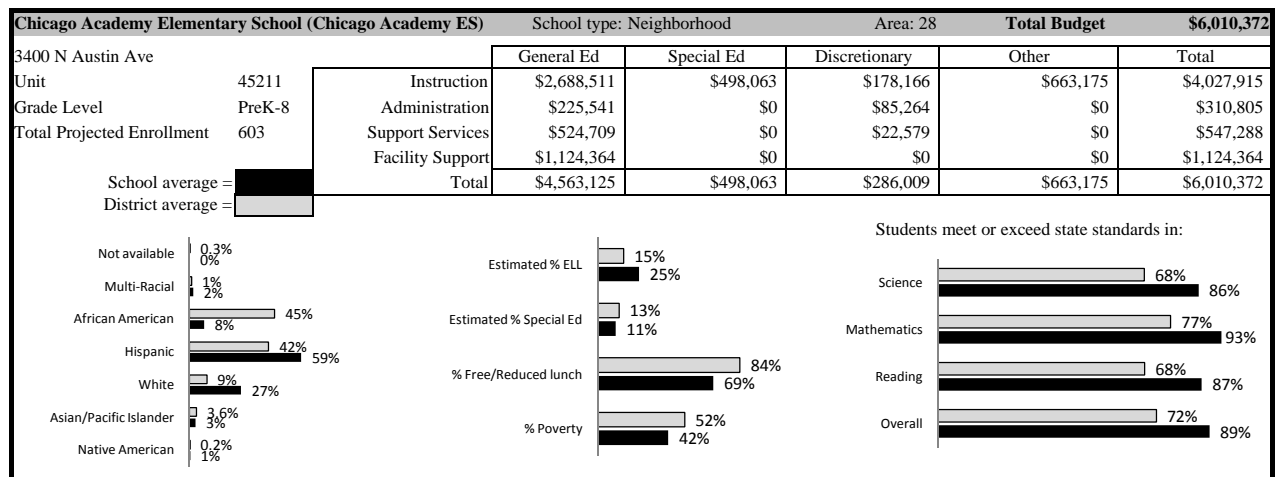 Chicago Academy Elementary School (Chicago Academy ES) School type: Neighborhood Area: 28 Total Budget $6,010,372
3400 N Austin Ave General Ed Special Ed Discretionary Other Total
Unit 45211 Instruction $2,688,511 $498,063 $178,166 $663,175 $4,027,915
Grade Level PreK-8 Administration $225,541 $0 $85,264 $0 $310,805
Total Projected Enrollment 603 Support Services $524,709 $0 $22,579 $0 $547,288
Facility Support $1,124,364 $0 $0 $0 $1,124,364
School average = Total $4,563,125 $498,063 $286,009 $663,175 $6,010,372
District average =
Not available 0.3%
0%
Multi-Racial 1%
2%
African American 45%
8%
Hispanic 42%
59%
White 9%
27%
Asian/Pacific Islander 3.6%
3%
Native American 0.2%
1%
Estimated % ELL 15%
25%
Estimated % Special Ed 13%
11%
% Free/Reduced lunch 84%
69%
% Poverty 52%
42%
Students meet or exceed state standards in:
Science 68%
86%
Mathematics 77%
93%
Reading 68%
87%
Overall 72%
89%